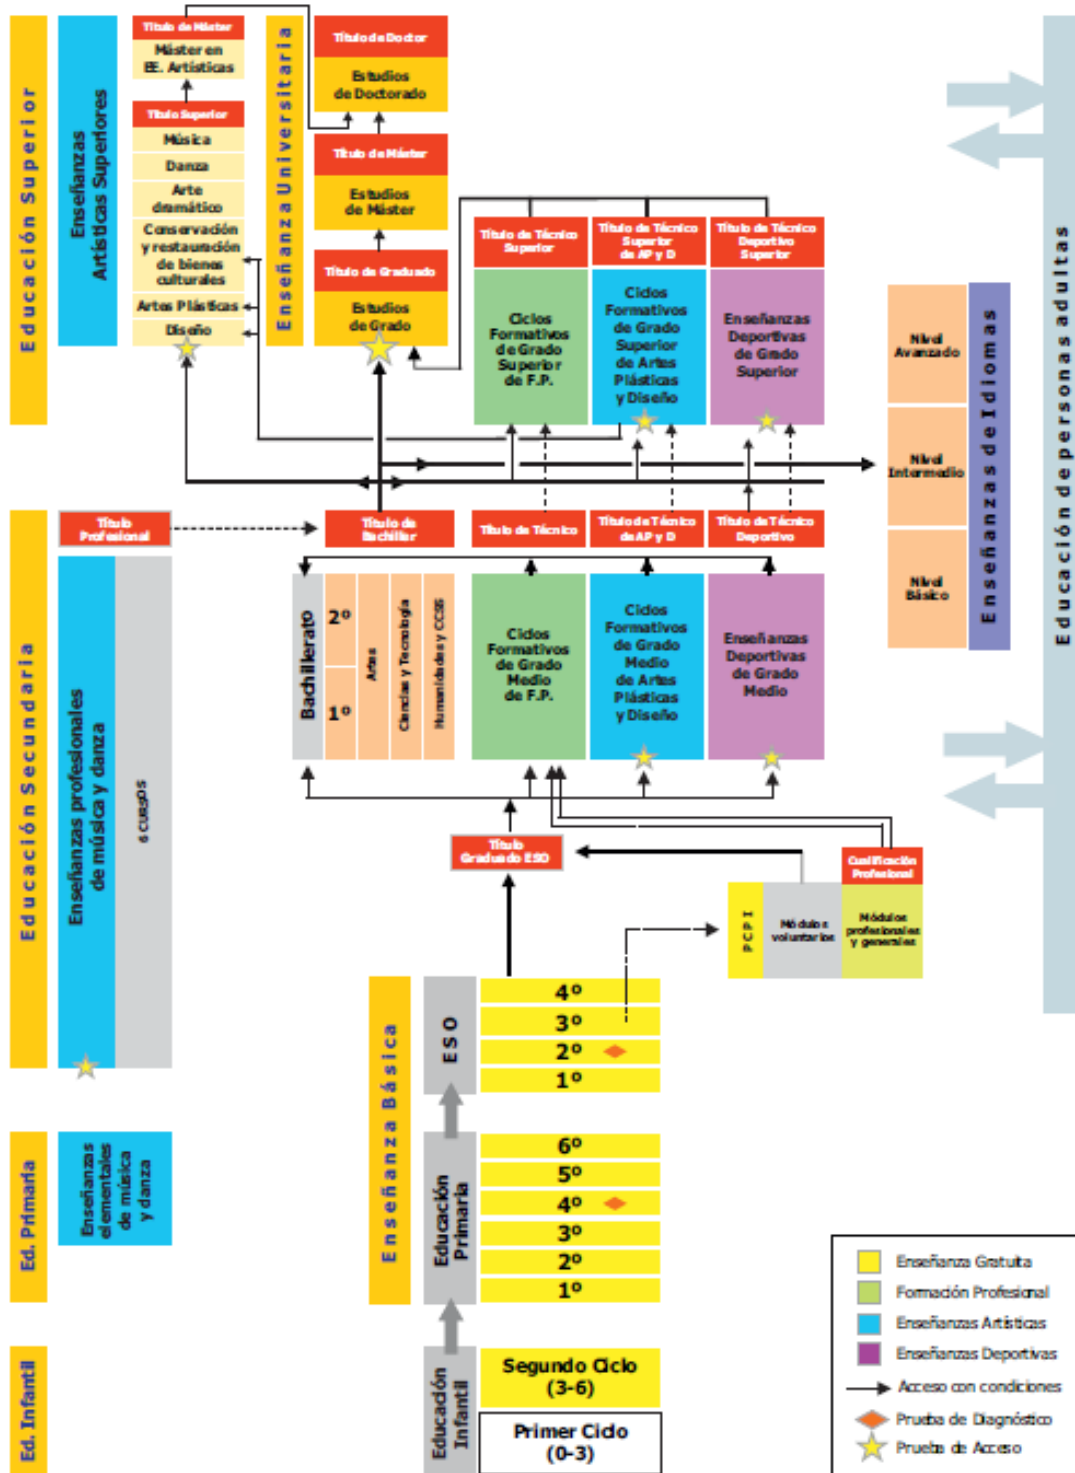 Educación Superior
Enseñanzas
Artísticas Superiores
Título de Máster
Máster en
EE. Artísticas
Título Superior
Música
Danza
Arte
dramático
Conservación
y restauración
de bienes
culturales
Artes Plásticas
Diseño
Enseñanza Universitaria
Título de Doctor
Estudios
de Doctorado
Título de Máster
Estudios
de Máster
Título de Graduado
Estudios
de Grado
Título de Técnico
Superior
Ciclos
Formativos
de Grado
Superior
de F.P.
Título de Técnico
Superior
de AP y D
Ciclos
Formativos
de Grado
Superior
de Artes
Plásticas
y Diseño
Título de Técnico
Deportivo
Superior
Enseñanzas
Deportivas
de Grado
Superior
Nivel
Avanzado
Nivel
Intermedio
Nivel
Básico
Enseñanzas de Idiomas
Educación de personas adultas
Educación Secundaria
Título
Profesional
Enseñanzas profesionales
de música y danza
6 CURSOS
Título de
Bachiller
Bachillerato
2º
1º
Artes
Ciencias y Tecnología
Humanidades y CCSS
Título de Técnico
Ciclos
Formativos
de Grado
Medio
de F.P.
Título de Técnico
de AP y D
Ciclos
Formativos
de Grado
Medio
de Artes
Plásticas
y Diseño
Título de Técnico
Deportivo
Enseñanzas
Deportivas
de Grado
Medio
Título
Graduado ESO
Cualificación
Profesional
PCPI
Módulos
voluntarios
Módulos
profesionales
y generales
Enseñanza Básica
ESO
4º
3º
2º
1º
Ed. Primaria
Enseñanzas
elementales
de música
y danza
Educación
Primaria
6º
5º
4º
3º
2º
1º
Ed. Infantil
Educación
Infantil
Segundo Ciclo
(3-6)
Primer Ciclo
(0-3)
Enseñanza Gratuita
Formación Profesional
Enseñanzas Artísticas
Enseñanzas Deportivas
Acceso con condiciones
Prueba de Diagnóstico
Prueba de Acceso